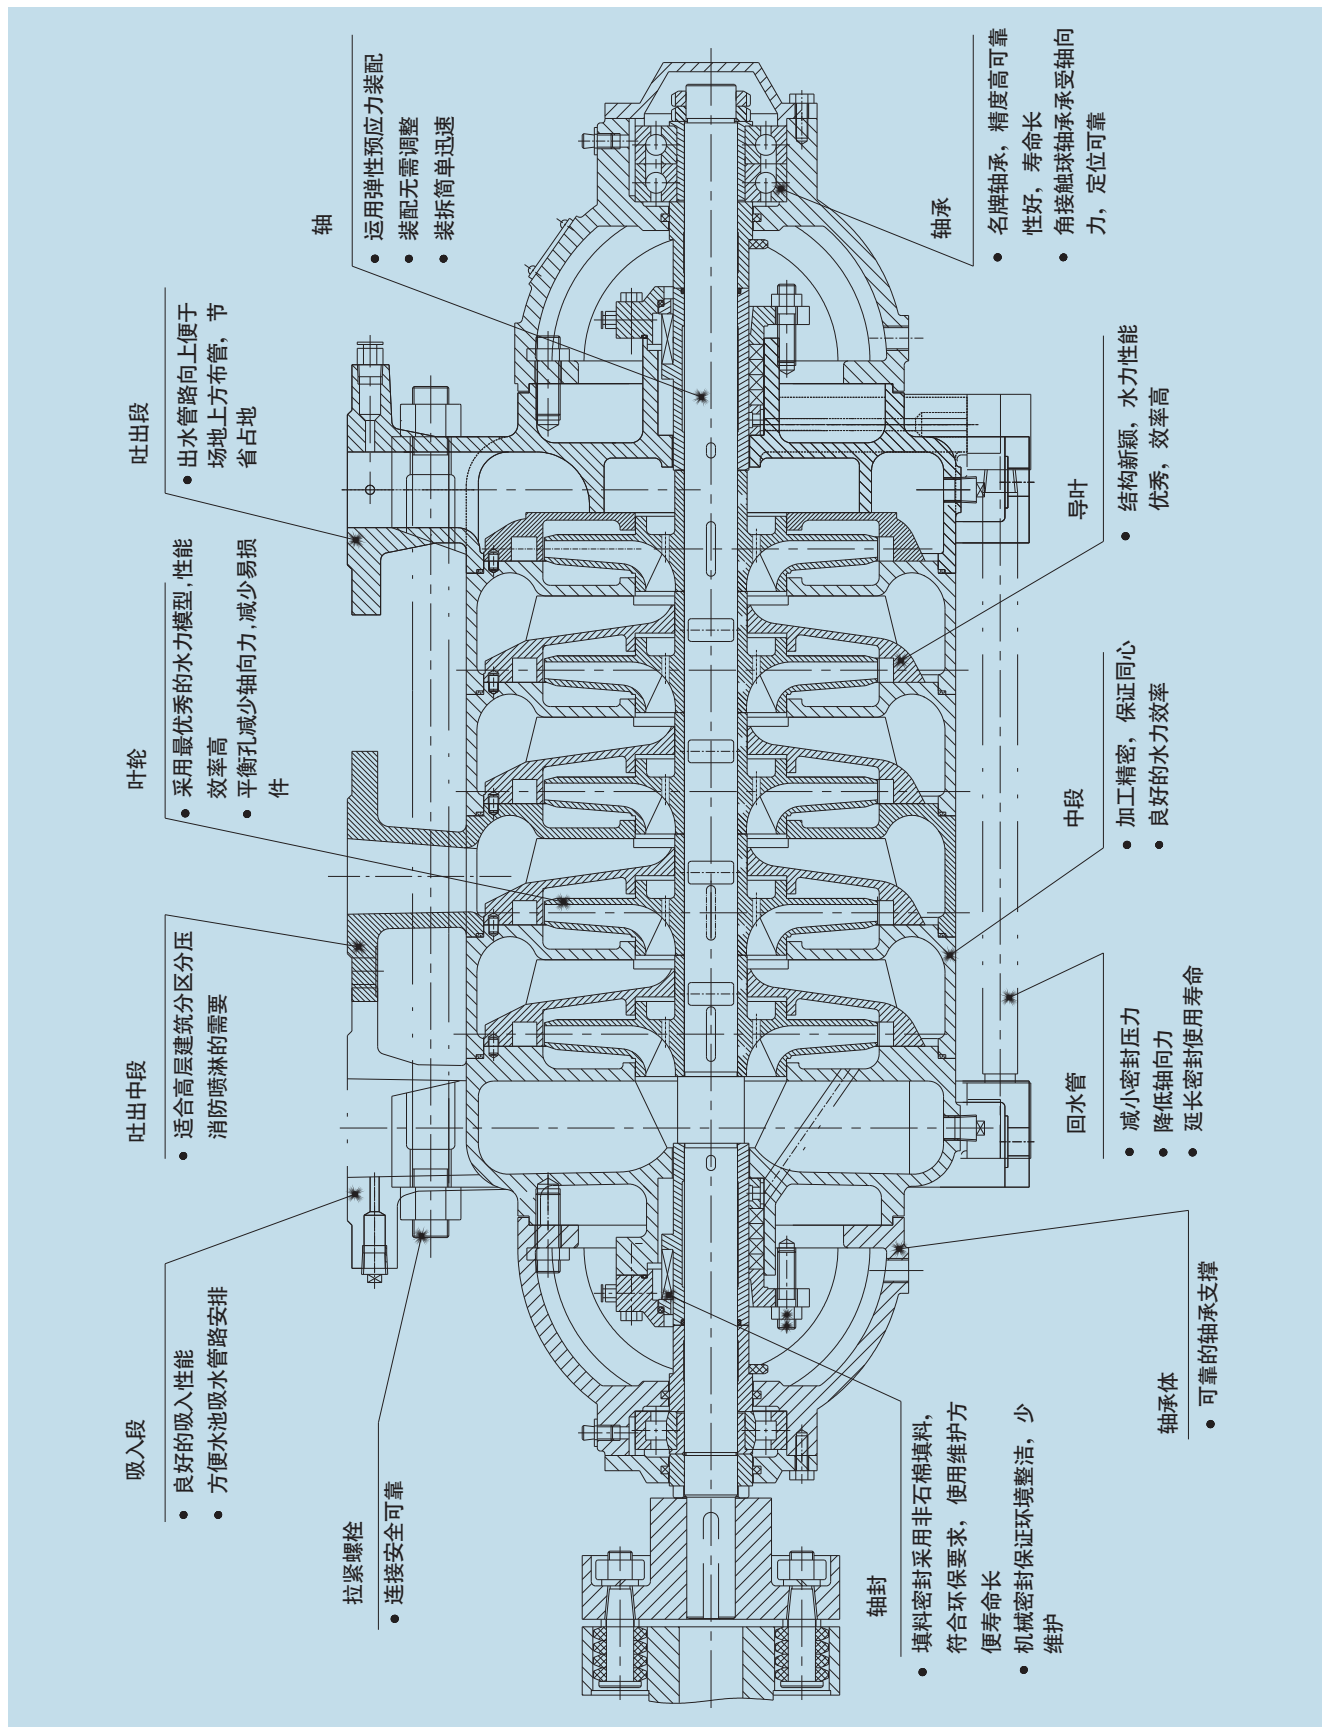 吸入段
良好的吸入性能
方便水池吸水管路安排
吐出中段
适合高层建筑分区分压
消防喷淋的需要
叶轮
采用最优秀的水力模型,性能
效率高
平衡孔减少轴向力,减少易损
件
吐出段
出水管路向上便于
场地上方布管，节
省占地
拉紧螺栓
连接安全可靠
轴
运用弹性预应力装配
装配无需调整
装拆简单迅速
轴封
填料密封采用非石棉填料，
符合环保要求，使用维护方
便寿命长
机械密封保证环境整洁，少
维护
轴承体
可靠的轴承支撑
回水管
减小密封压力
降低轴向力
延长密封使用寿命
中段
加工精密，保证同心
良好的水力效率
导叶
结构新颖，水力性能
优秀，效率高
轴承
名牌轴承，精度高可靠
性好，寿命长
角接触球轴承承受轴向
力，定位可靠